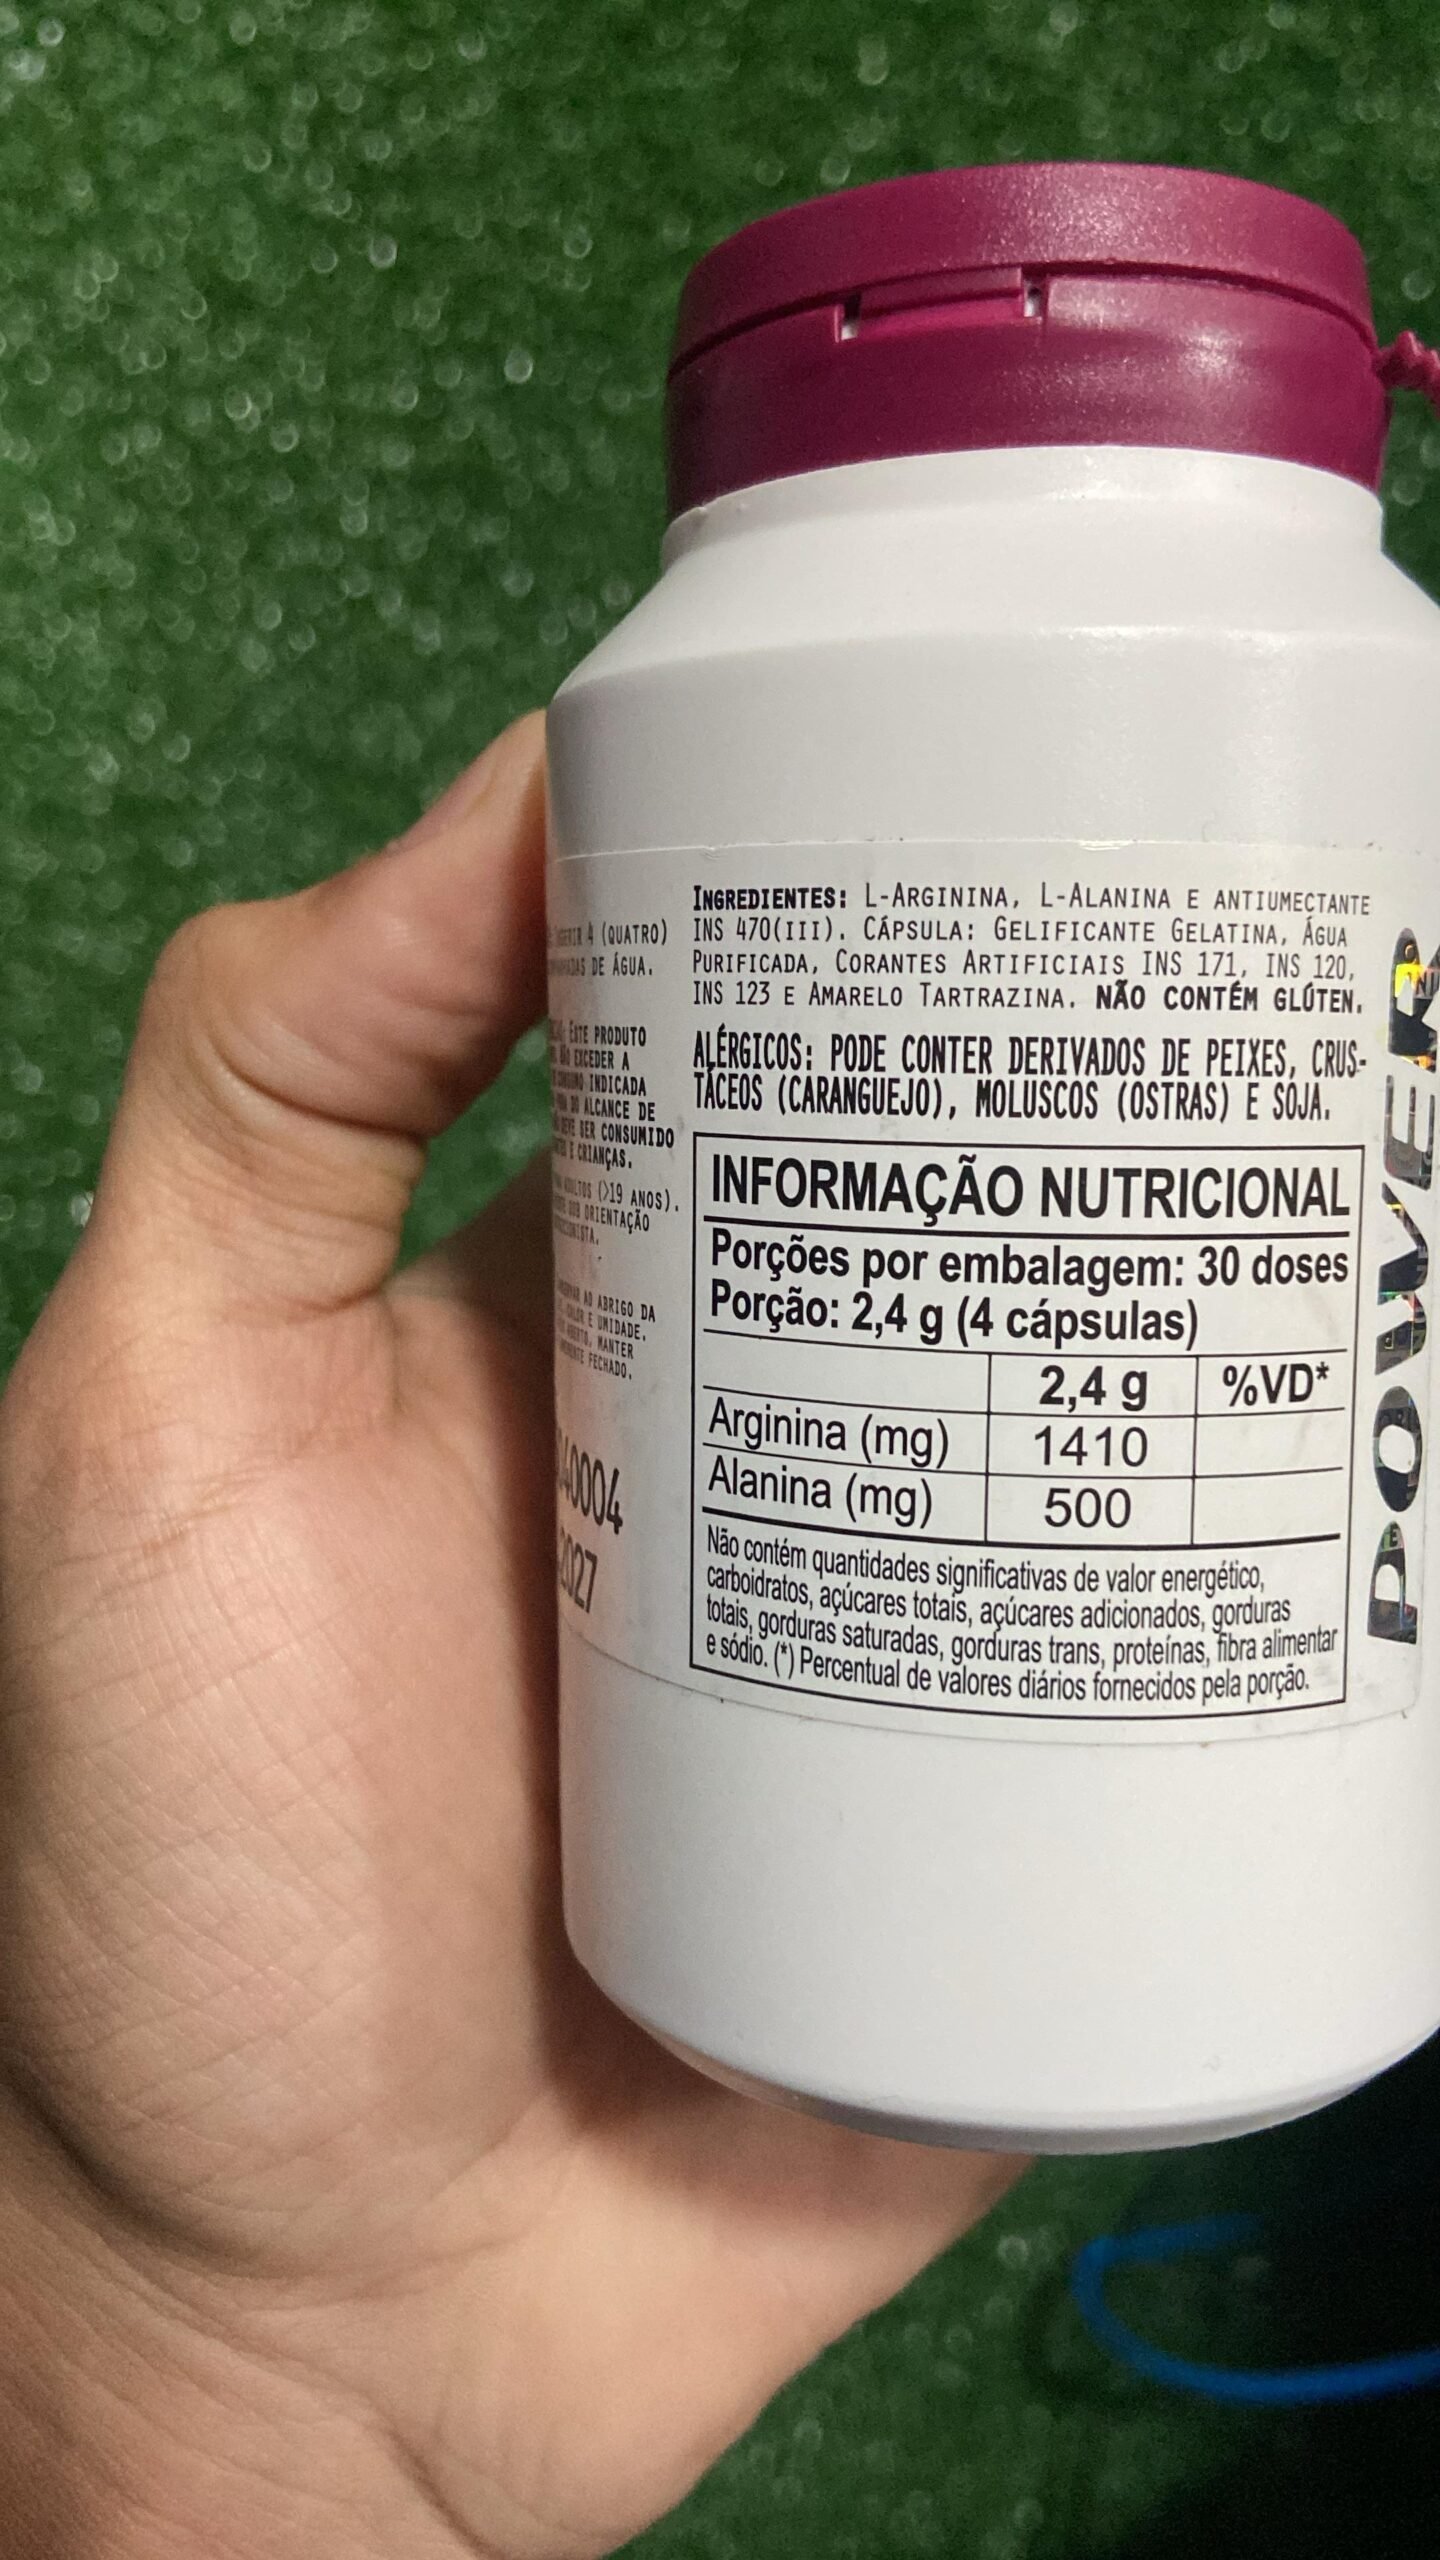 4 (QUATRO)
DE ÁGUA.
ESTE PRODUTO
NÃO EXCEDER A
INDICADA
ALCANCE DE
DEVE SER CONSUMIDO
E CRIANÇAS.
ADULTOS (>19 ANOS).
SOB ORIENTAÇÃO
AO ABRIGO DA
CALOR E UMIDADE.
MANTER
FECHADO.
40004
2027
INGREDIENTES: L-ARGININA, L-ALANINA E ANTIUMECTANTE
INS 470(III). CÁPSULA: GELIFICANTE GELATINA, ÁGUA
PURIFICADA, CORANTES ARTIFICIAIS INS 171, INS 120,
INS 123 E AMARELO TARTRAZINA. NÃO CONTÉM GLÚTEN.
ALÉRGICOS: PODE CONTER DERIVADOS DE PEIXES, CRUS-
TÁCEOS (CARANGUEJO), MOLUSCOS (OSTRAS) E SOJA.
INFORMAÇÃO NUTRICIONAL
Porções por embalagem: 30 doses
Porção: 2,4 g (4 cápsulas)
2,4 g %VD*
Arginina (mg) 1410
Alanina (mg) 500
Não contém quantidades significativas de valor energético,
carboidratos, açúcares totais, açúcares adicionados, gorduras
totais, gorduras saturadas, gorduras trans, proteínas, fibra alimentar
e sódio. (*) Percentual de valores diários fornecidos pela porção.
POWER